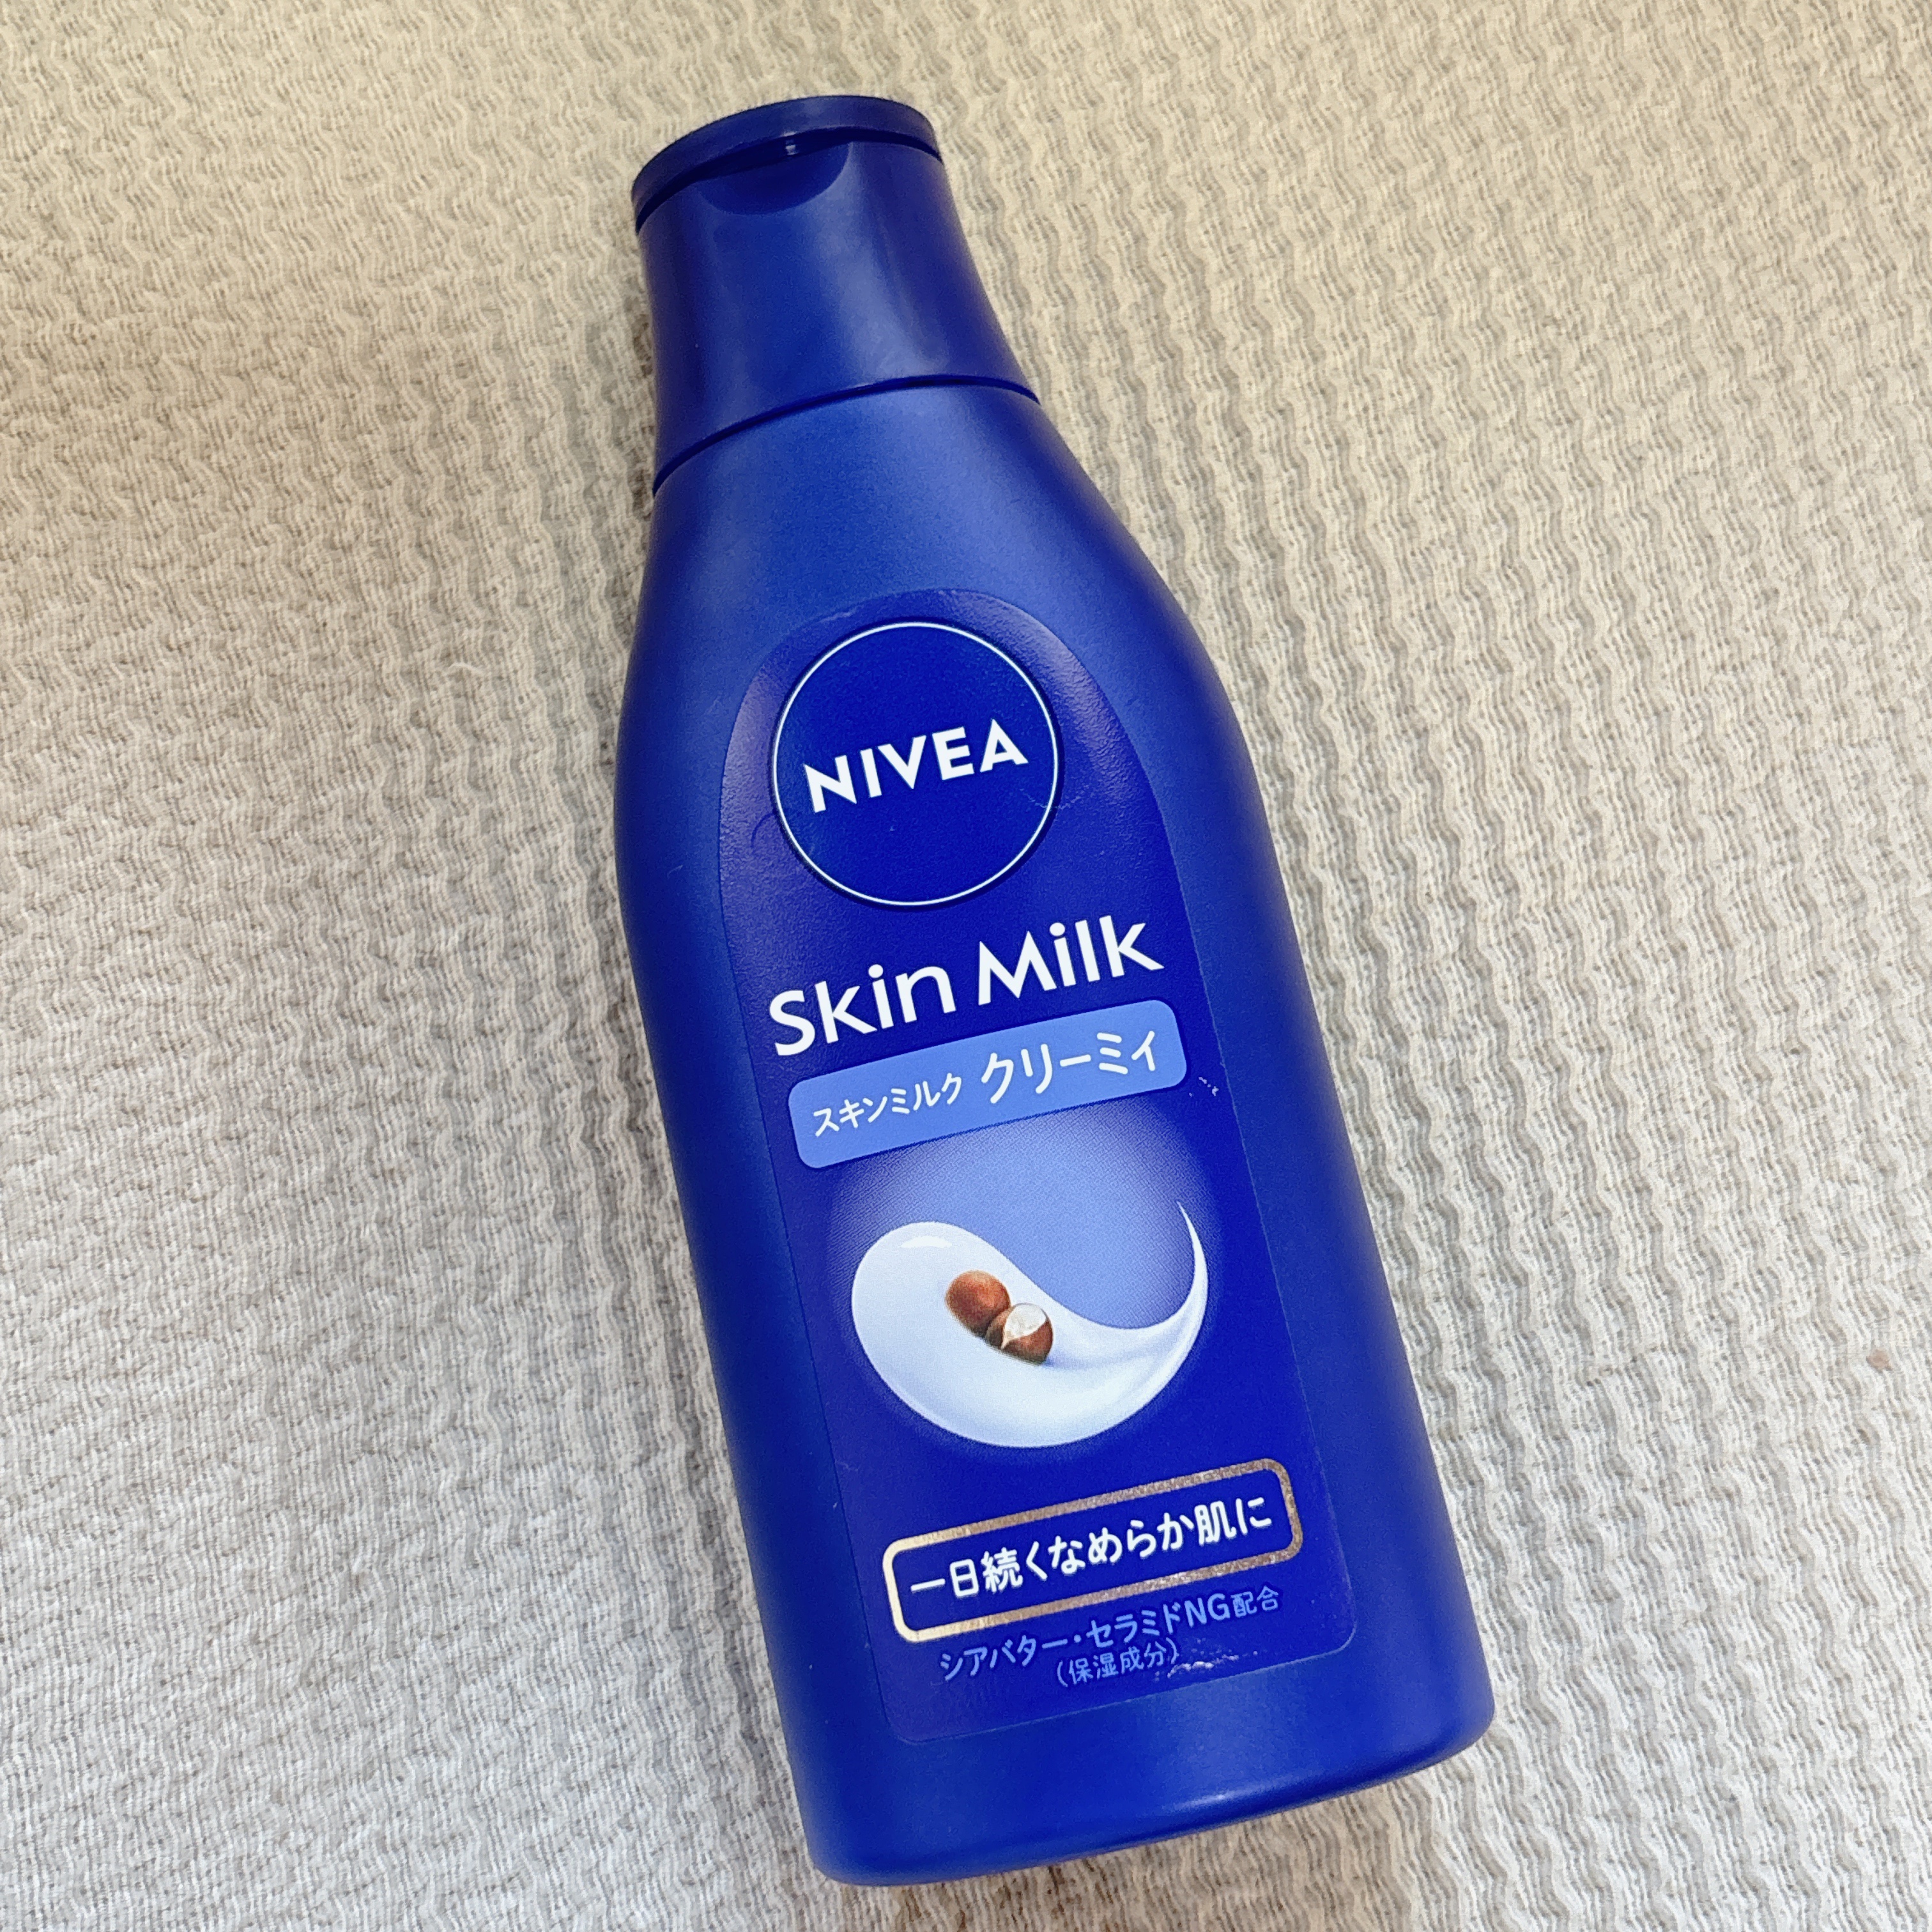 NIVEA
Skin Milk
スキンミルク クリーミィ
一日続くなめらか肌に
シアバター・セラミドNG配合
(保湿成分)